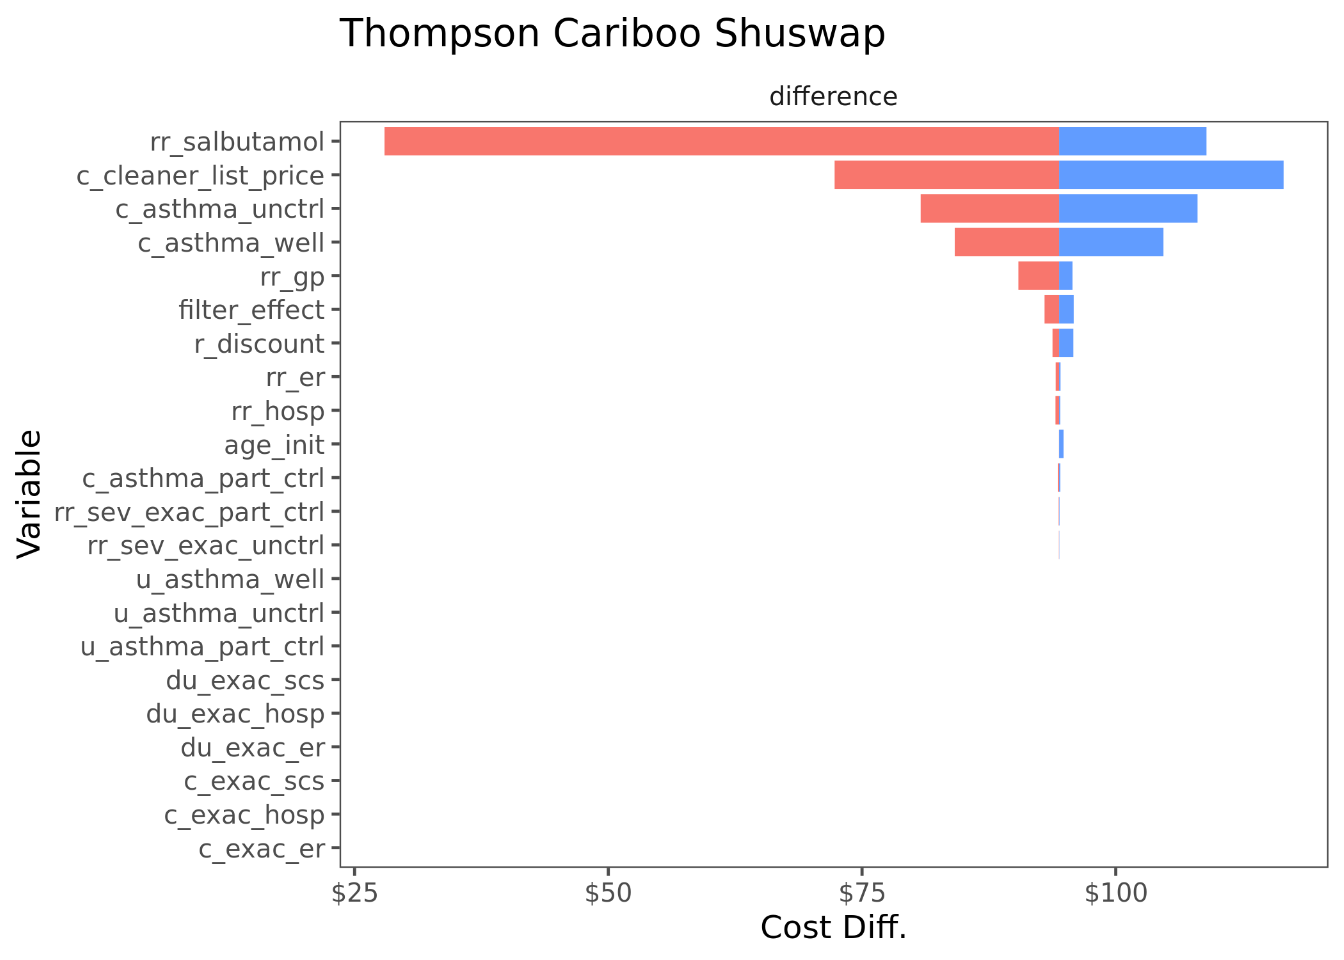 Thompson Cariboo Shuswap
difference
rr_salbutamol
c_cleaner_list_price
c_asthma_unctrl
c_asthma_well
rr_gp
filter_effect
r_discount
rr_er
rr_hosp
age_init
c_asthma_part_ctrl
rr_sev_exac_part_ctrl
rr_sev_exac_unctrl
u_asthma_well
u_asthma_unctrl
u_asthma_part_ctrl
du_exac_scs
du_exac_hosp
du_exac_er
c_exac_scs
c_exac_hosp
c_exac_er
Variable
$25 $50 $75 $100
Cost Diff.